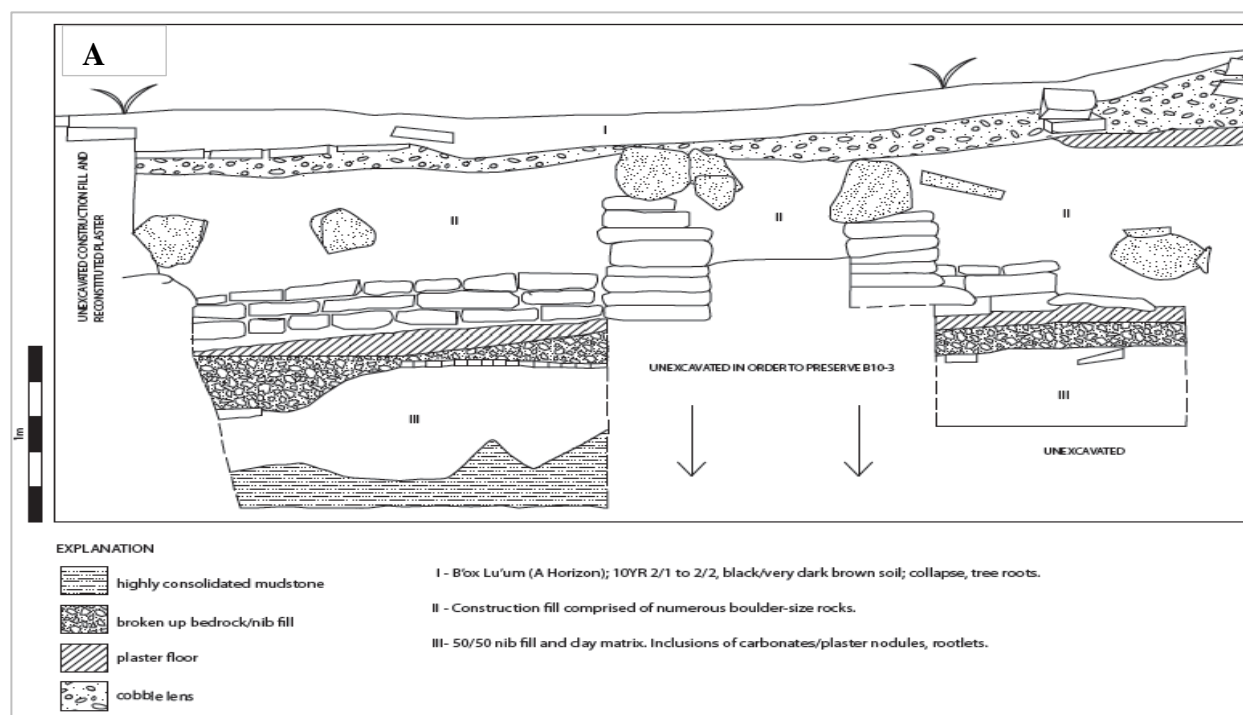 A
I
UNEXCAVATED CONSTRUCTION FILL AND
RECONSTITUTED PLASTER
II
II
II
UNEXCAVATED IN ORDER TO PRESERVE B10-3
III
III
UNEXCAVATED
1m
EXPLANATION
highly consolidated mudstone
broken up bedrock/nib fill
plaster floor
cobble lens
I - B'ox Lu'um (A Horizon); 10YR 2/1 to 2/2, black/very dark brown soil; collapse, tree roots.
II - Construction fill comprised of numerous boulder-size rocks.
III- 50/50 nib fill and clay matrix. Inclusions of carbonates/plaster nodules, rootlets.